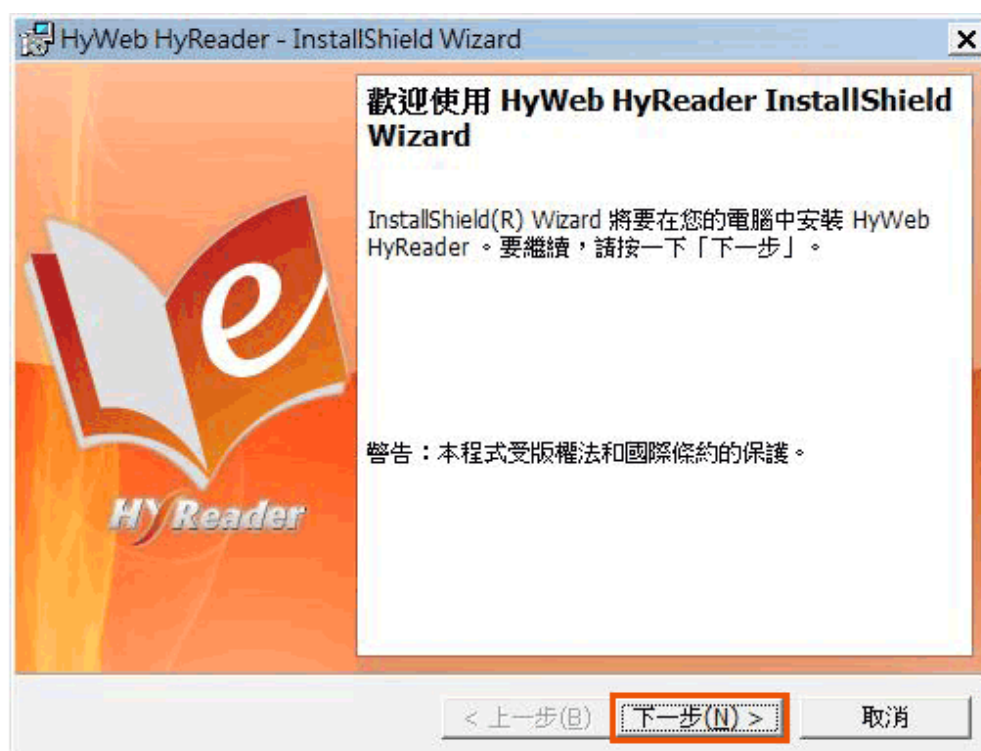 HyWeb HyReader - InstallShield Wizard
歡迎使用 HyWeb HyReader InstallShield
Wizard
InstallShield(R) Wizard 將要在您的電腦中安裝 HyWeb
HyReader 。要繼續，請按一下「下一步」。
警告：本程式受版權法和國際條約的保護。
e
HyReader
< 上一步(B)
下一步(N) >
取消